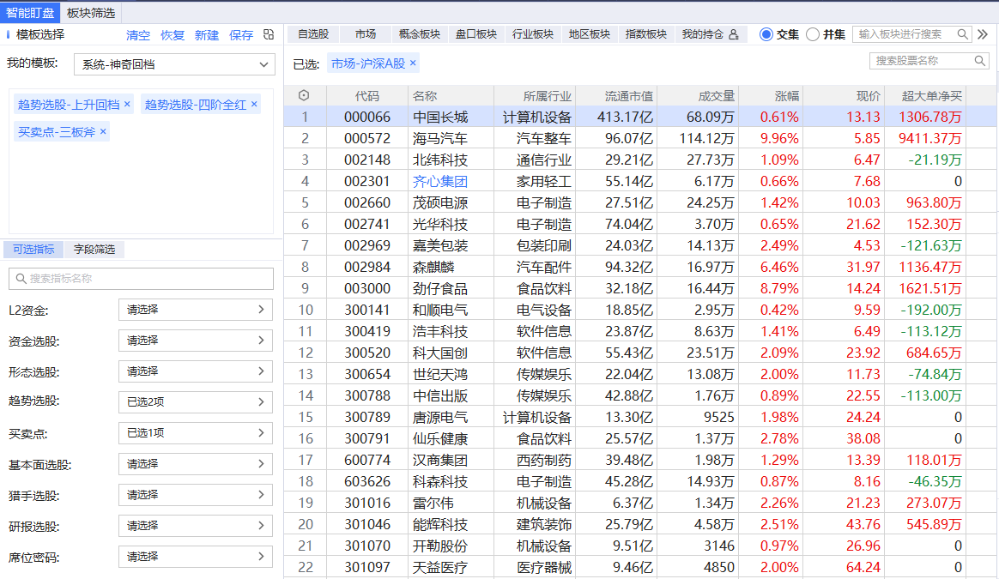 智能盯盘 板块筛选
模板选择 清空 恢复 新建 保存
我的模板: 系统-神奇回档
趋势选股-上升回档 × 趋势选股-四阶全红 ×
买卖点-三板斧 ×
可选指标 字段筛选
搜索指标名称
L2资金: 请选择
资金选股: 请选择
形态选股: 请选择
趋势选股: 已选2项
买卖点: 已选1项
基本面选股: 请选择
猎手选股: 请选择
研报选股: 请选择
席位密码: 请选择
自选股 市场 概念板块 盘口板块 行业板块 地区板块 指数板块 我的持仓 交集 并集 输入板块进行搜索
已选: 市场-沪深A股 × 搜索股票名称
代码 名称 所属行业 流通市值 成交量 涨幅 现价 超大单净买
1 000066 中国长城 计算机设备 413.17亿 68.09万 0.61% 13.13 1306.78万
2 000572 海马汽车 汽车整车 96.07亿 114.12万 9.96% 5.85 9411.37万
3 002148 北纬科技 通信行业 29.21亿 27.73万 1.09% 6.47 -21.19万
4 002301 齐心集团 家用轻工 55.14亿 6.17万 0.66% 7.68 0
5 002660 茂硕电源 电子制造 27.51亿 24.25万 1.42% 10.03 963.80万
6 002741 光华科技 电子制造 74.04亿 3.70万 0.65% 21.62 152.30万
7 002969 嘉美包装 包装印刷 24.03亿 14.13万 2.49% 4.53 -121.63万
8 002984 森麒麟 汽车配件 94.32亿 16.97万 6.46% 31.97 1136.47万
9 003000 劲仔食品 食品饮料 32.18亿 16.44万 8.79% 14.24 1621.51万
10 300141 和顺电气 电气设备 18.85亿 2.95万 0.42% 9.59 -192.00万
11 300419 浩丰科技 软件信息 23.87亿 8.63万 1.41% 6.49 -113.12万
12 300520 科大国创 软件信息 55.43亿 23.51万 2.09% 23.92 684.65万
13 300654 世纪天鸿 传媒娱乐 22.04亿 13.08万 2.00% 11.73 -74.84万
14 300788 中信出版 传媒娱乐 42.88亿 1.76万 0.89% 22.55 -113.00万
15 300789 唐源电气 计算机设备 13.30亿 9525 1.98% 24.24 0
16 300791 仙乐健康 食品饮料 25.57亿 1.37万 2.78% 38.08 0
17 600774 汉商集团 西药制药 39.48亿 1.98万 1.29% 13.39 118.01万
18 603626 科森科技 电子制造 45.28亿 14.93万 0.87% 8.16 -46.35万
19 301016 雷尔伟 机械设备 6.37亿 1.34万 2.26% 21.23 273.07万
20 301046 能辉科技 建筑装饰 25.79亿 4.58万 2.51% 43.76 545.89万
21 301070 开勒股份 机械设备 9.51亿 3146 0.97% 26.96 0
22 301097 天益医疗 医疗器械 9.46亿 4850 2.00% 64.24 0